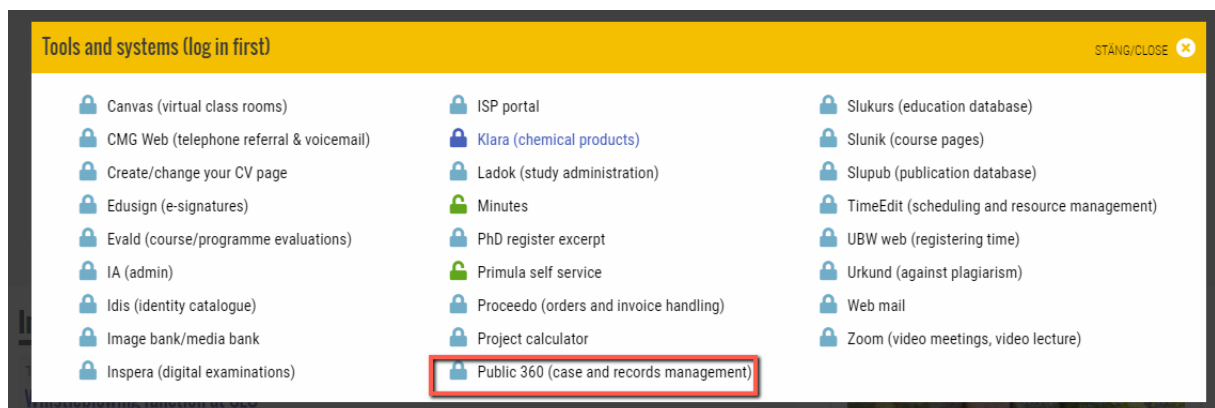 Tools and systems (log in first)
STÄNG/CLOSE
Canvas (virtual class rooms)
CMG Web (telephone referral & voicemail)
Create/change your CV page
Edusign (e-signatures)
Evald (course/programme evaluations)
IA (admin)
Idis (identity catalogue)
Image bank/media bank
Inspera (digital examinations)
ISP portal
Klara (chemical products)
Ladok (study administration)
Minutes
PhD register excerpt
Primula self service
Proceedo (orders and invoice handling)
Project calculator
Public 360 (case and records management)
Slukurs (education database)
Slunik (course pages)
Slupub (publication database)
TimeEdit (scheduling and resource management)
UBW web (registering time)
Urkund (against plagiarism)
Web mail
Zoom (video meetings, video lecture)